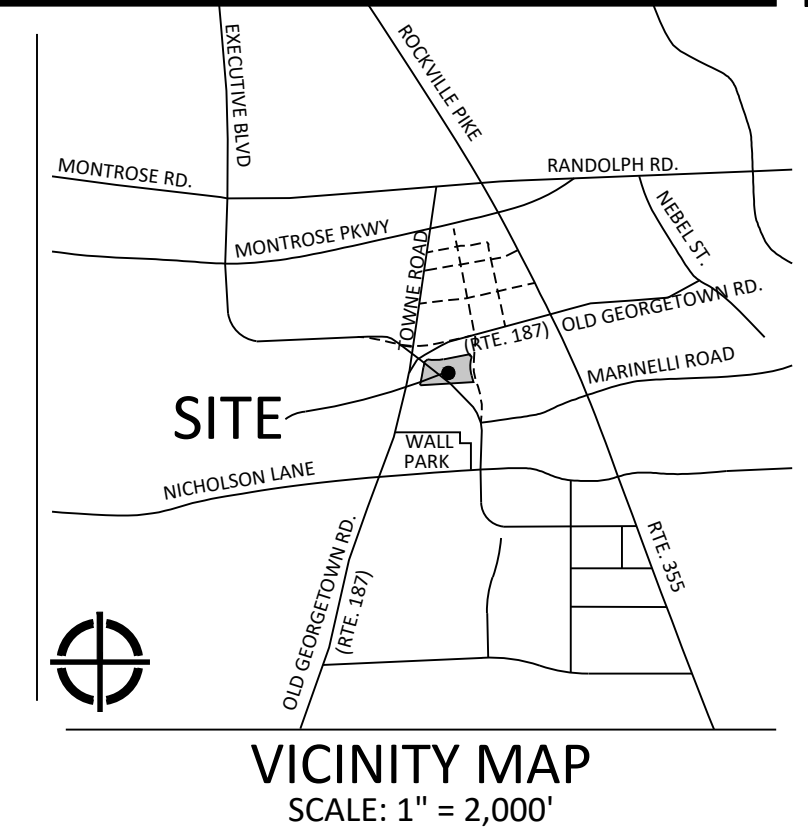 EXECUTIVE BLVD
ROCKVILLE PIKE
MONTROSE RD.
RANDOLPH RD.
NEBEL ST.
MONTROSE PKWY
TOWNE ROAD
(RTE. 187)
OLD GEORGETOWN RD.
MARINELLI ROAD
SITE
WALL
PARK
NICHOLSON LANE
OLD GEORGETOWN RD.
(RTE. 187)
RTE. 355
VICINITY MAP
SCALE: 1" = 2,000'